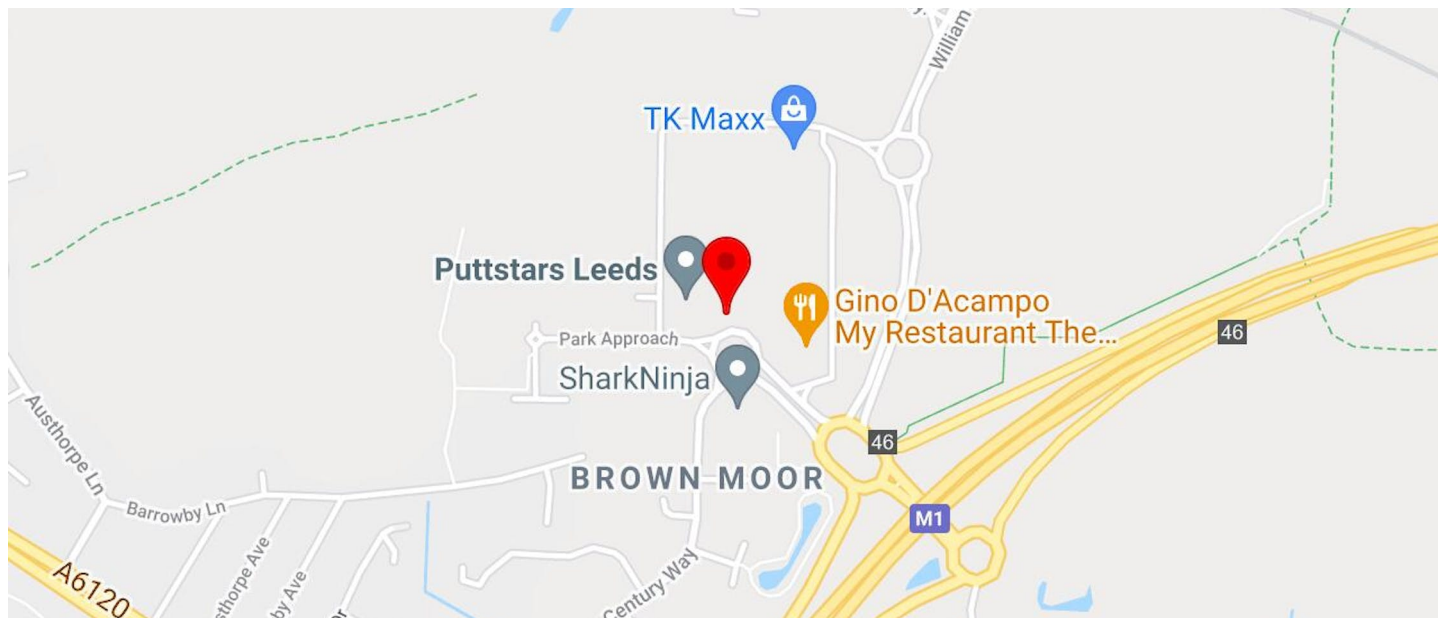 William
TK Maxx
Puttstars Leeds
Gino D'Acampo
My Restaurant The...
46
Park Approach
SharkNinja
Austhorpe Ln
46
BROWN MOOR
Barrowby Ln
M1
A6120
Century Way